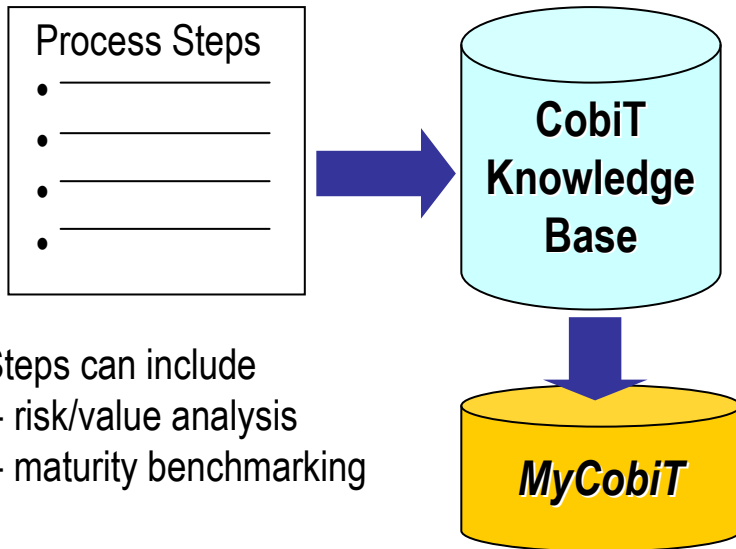 Process Steps
•
•
•
•
CobiT
Knowledge
Base
Steps can include
- risk/value analysis
- maturity benchmarking
MyCobiT